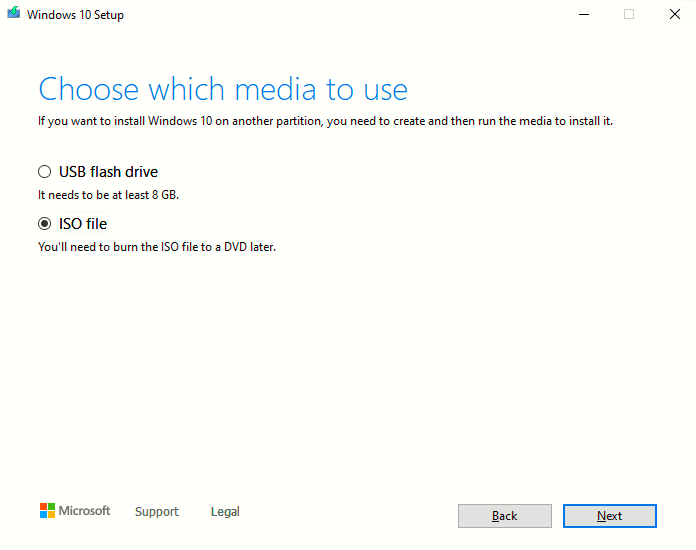 Windows 10 Setup
Choose which media to use
If you want to install Windows 10 on another partition, you need to create and then run the media to install it.
USB flash drive
It needs to be at least 8 GB.
ISO file
You'll need to burn the ISO file to a DVD later.
Microsoft Support Legal Back Next